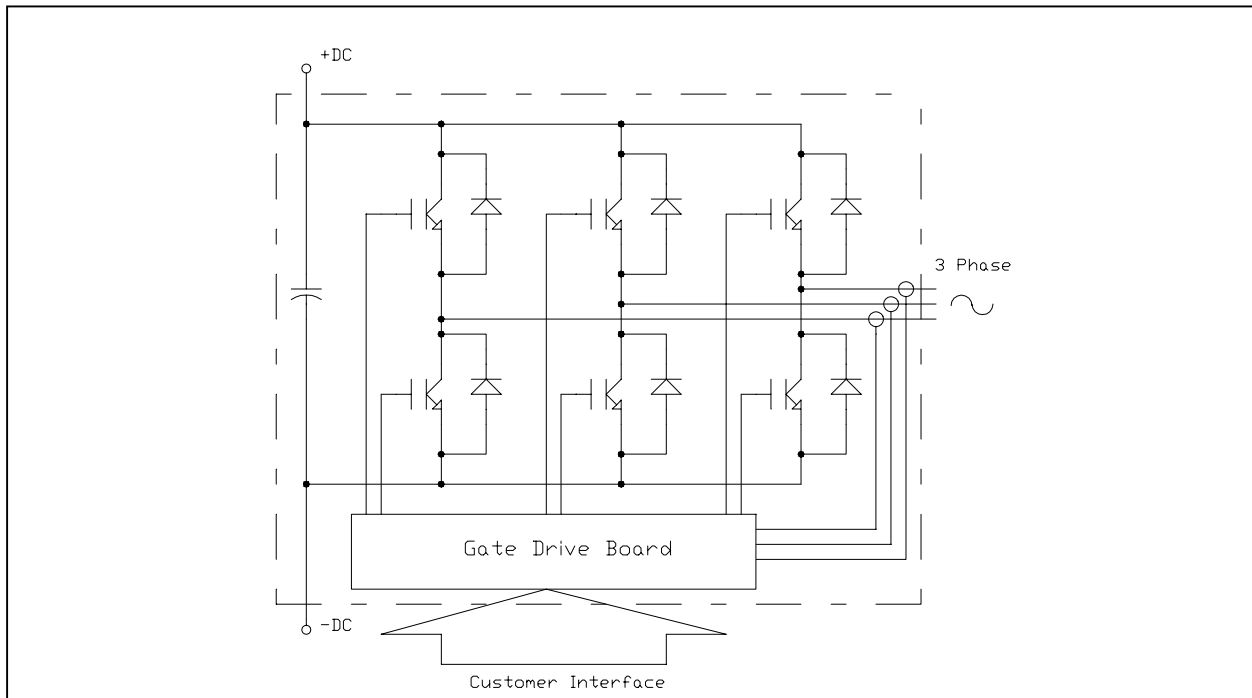 +DC
3 Phase
Gate Drive Board
-DC
Customer Interface